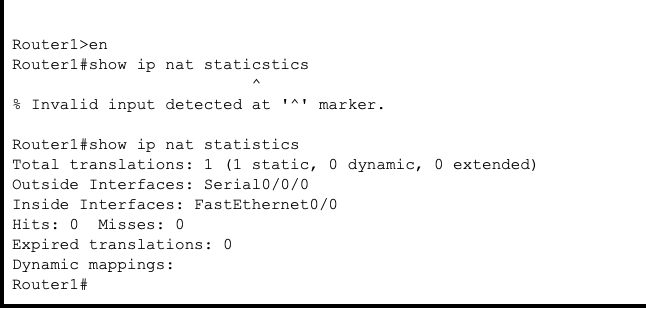 Router1>en
Router1#show ip nat staticstics
^
% Invalid input detected at '^' marker.
Router1#show ip nat statistics
Total translations: 1 (1 static, 0 dynamic, 0 extended)
Outside Interfaces: Serial0/0/0
Inside Interfaces: FastEthernet0/0
Hits: 0  Misses: 0
Expired translations: 0
Dynamic mappings:
Router1#